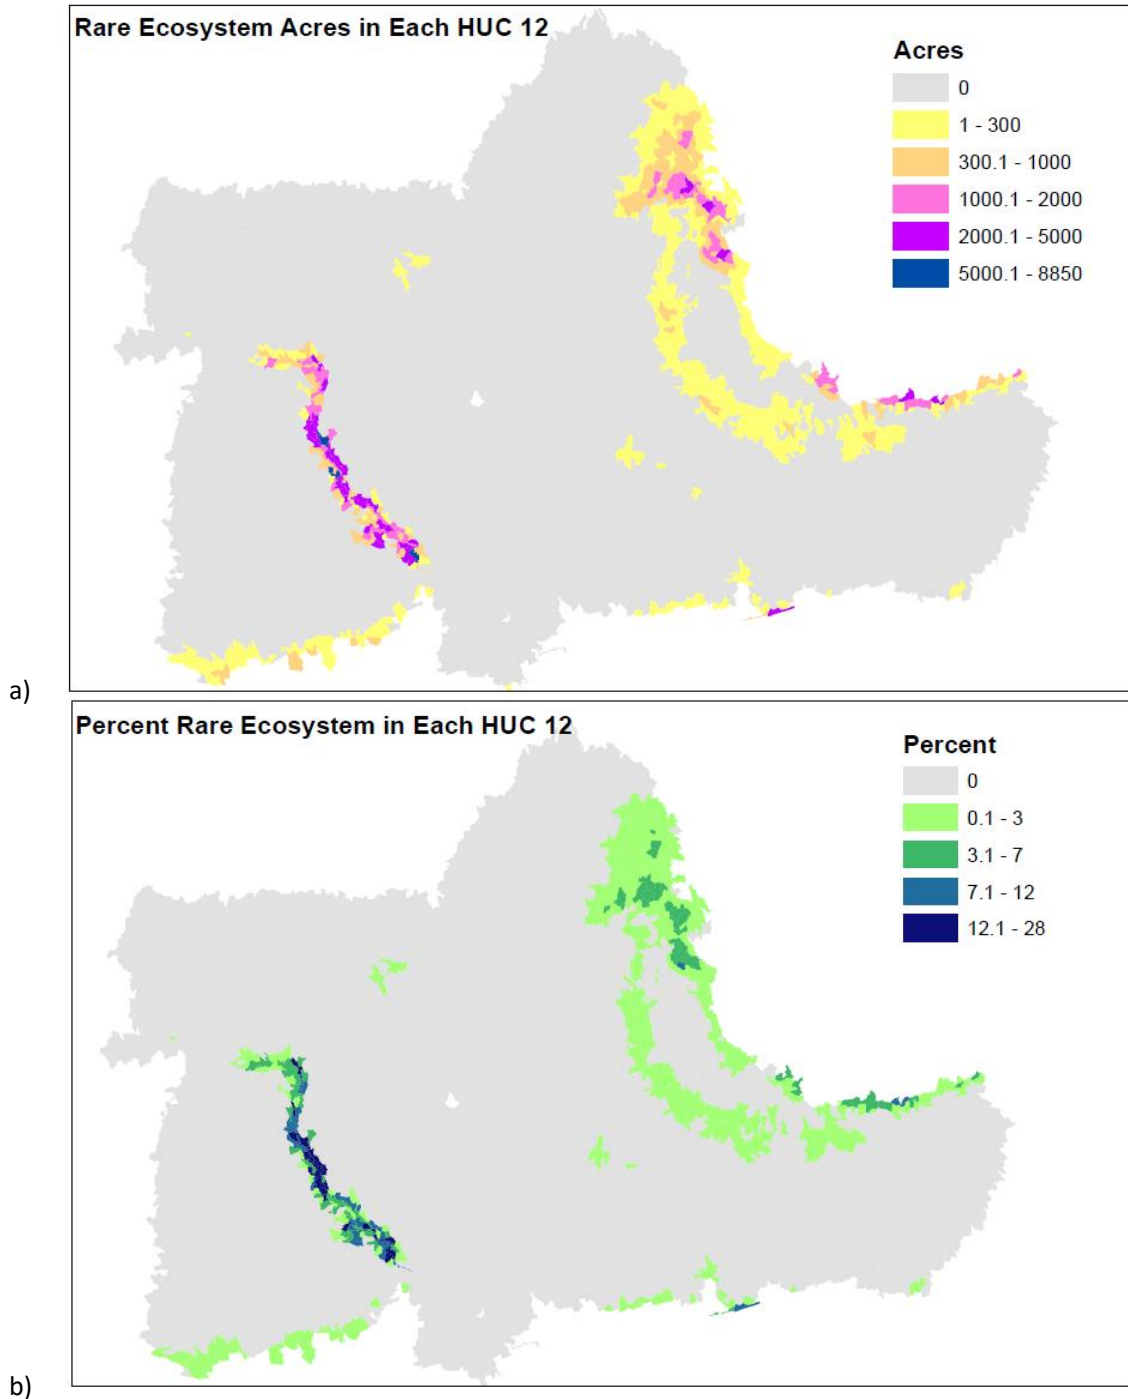 Rare Ecosystem Acres in Each HUC 12
Acres
0
1 - 300
300.1 - 1000
1000.1 - 2000
2000.1 - 5000
5000.1 - 8850
a)
Percent Rare Ecosystem in Each HUC 12
Percent
0
0.1 - 3
3.1 - 7
7.1 - 12
12.1 - 28
b)